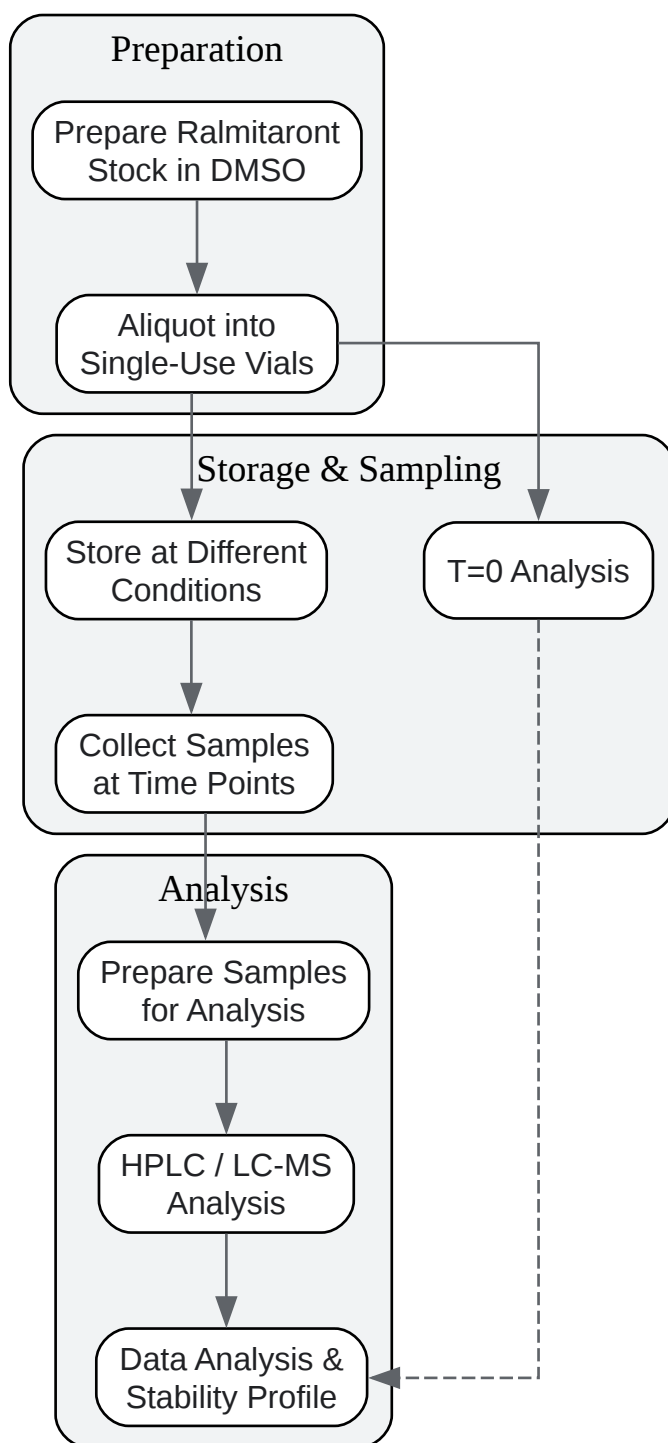 Preparation
Prepare Ralmitaront
Stock in DMSO
Aliquot into
Single-Use Vials
Storage & Sampling
Store at Different
Conditions
T=0 Analysis
Collect Samples
at Time Points
Analysis
Prepare Samples
for Analysis
HPLC / LC-MS
Analysis
Data Analysis &
Stability Profile